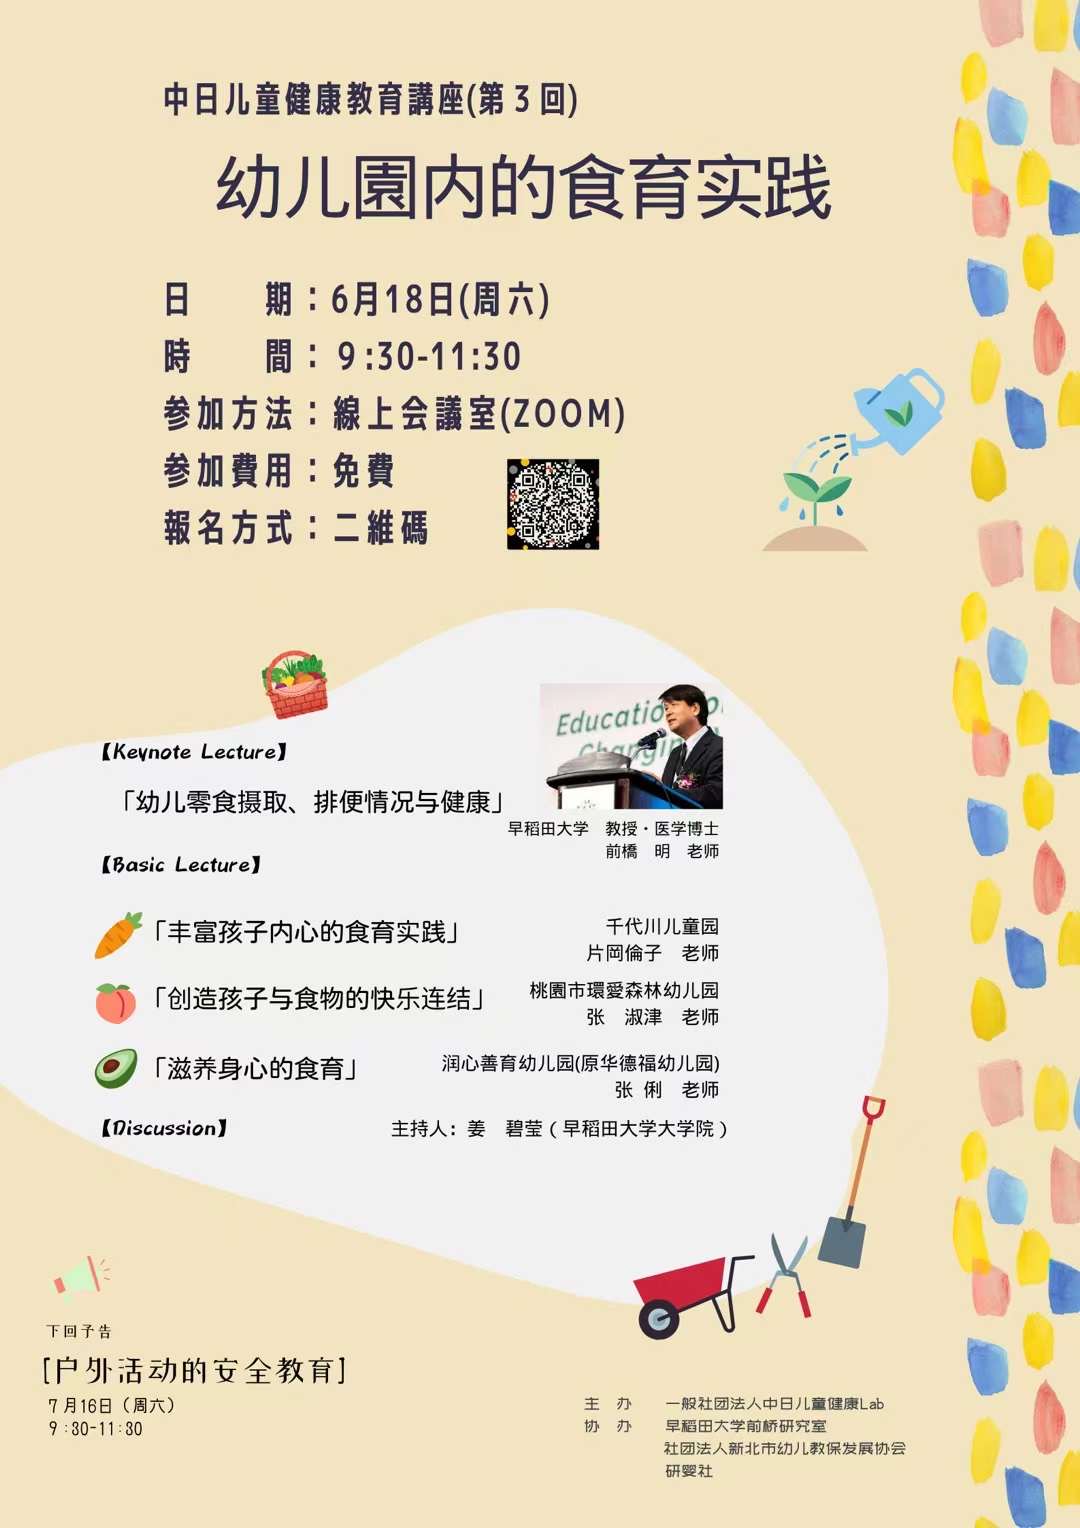 中日儿童健康教育講座(第３回)
幼儿園内的食育实践
日　　期：6月18日(周六)
時　　間：9:30-11:30
参加方法：線上会議室(ZOOM)
参加費用：免費
報名方式：二維碼
Education
Changing
【Keynote Lecture】
「幼儿零食摄取、排便情况与健康」
早稻田大学　教授・医学博士
前橋　明　老师
【Basic Lecture】
「丰富孩子内心的食育实践」
千代川儿童园
片岡倫子　老师
「创造孩子与食物的快乐连结」
桃園市環愛森林幼儿园
张　淑津　老师
「滋养身心的食育」
润心善育幼儿园(原华德福幼儿园)
张 俐　老师
【Discussion】
主持人：姜　碧莹（早稻田大学大学院）
下回予告
[户外活动的安全教育]
７月16日（周六）
9:30-11:30
主　办　一般社团法人中日儿童健康Lab
协　办　早稻田大学前桥研究室
社团法人新北市幼儿教保发展协会
研婴社